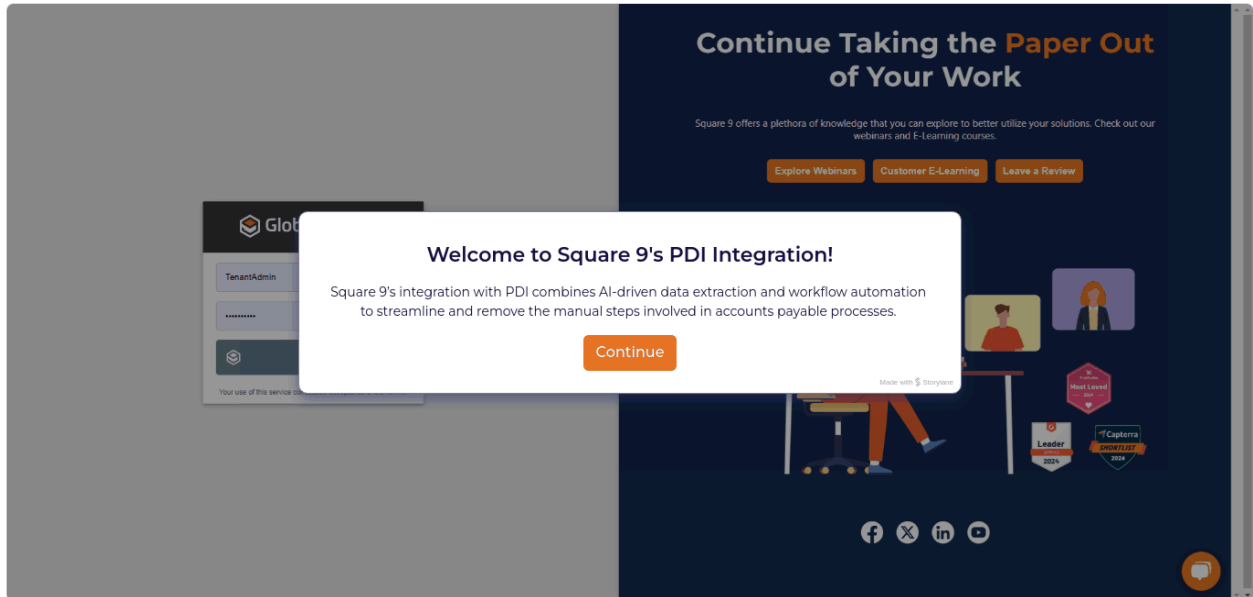 Continue Taking the Paper Out
of Your Work
Square 9 offers a plethora of knowledge that you can explore to better utilize your solutions. Check out our
webinars and E-Learning courses.
Explore Webinars
Customer E-Learning
Leave a Review
Glob
TenantAdmin
Welcome to Square 9's PDI Integration!
Square 9's integration with PDI combines AI-driven data extraction and workflow automation
to streamline and remove the manual steps involved in accounts payable processes.
Continue
Made with Storylane
Your use of this service
Most Loved
2024
Leader
2024
Capterra
SHORTLIST
2024